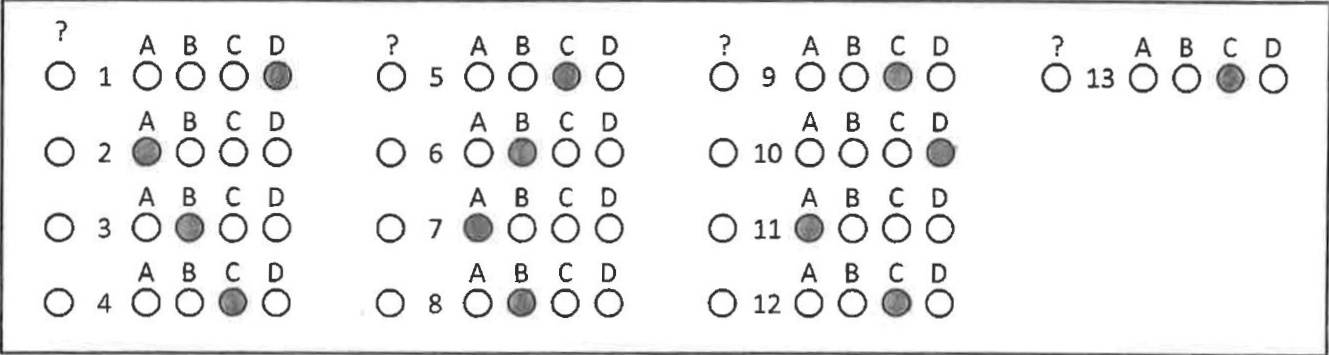 ? A B C D ? A B C D ? A B C D ? A B C D
1 5 9 13
A B C D A B C D A B C D
2 6 10
A B C D A B C D A B C D
3 7 11
A B C D A B C D A B C D
4 8 12